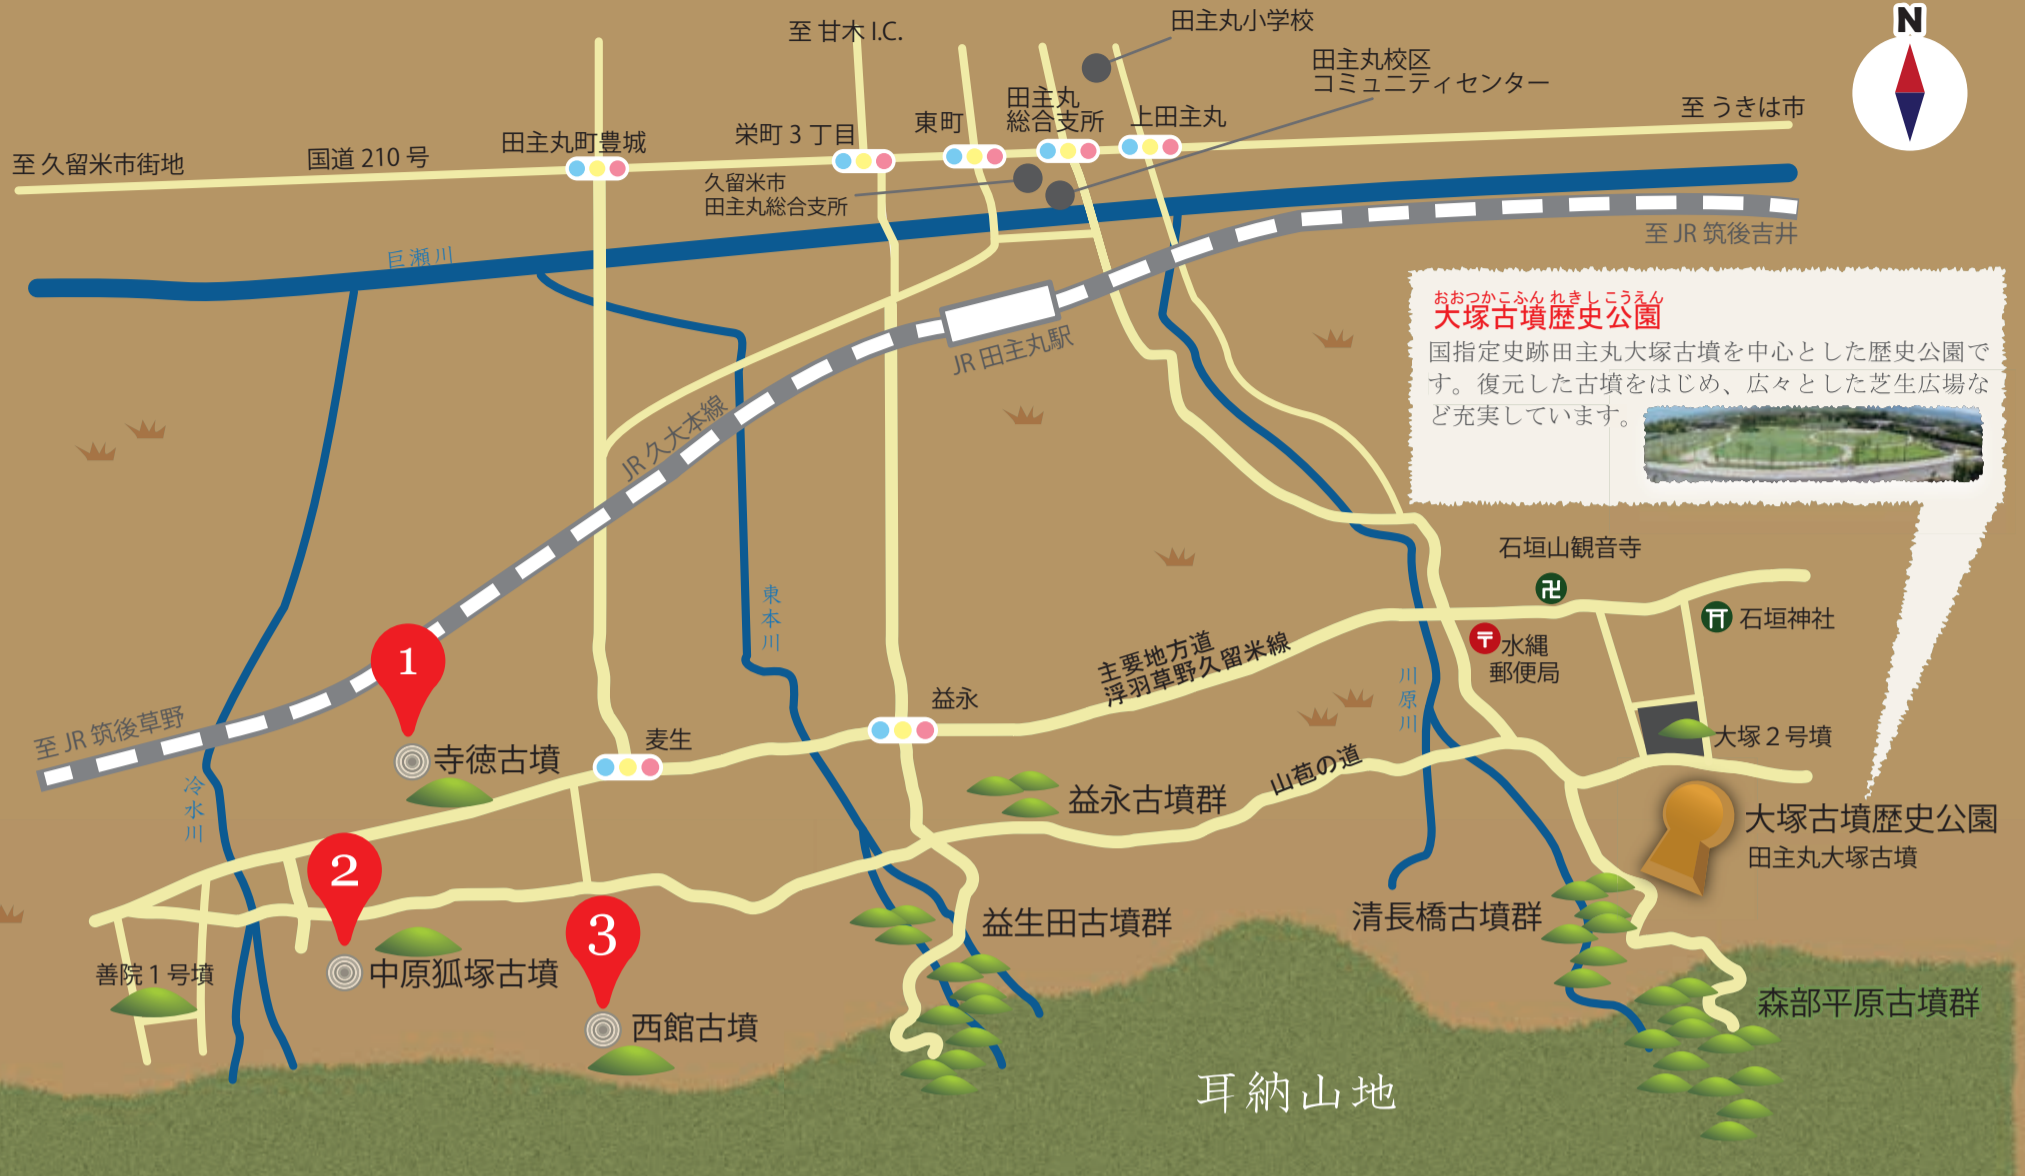 N
田主丸小学校
至 甘木 I.C.
田主丸校区
コミュニティセンター
田主丸
総合支所
上田主丸
東町
栄町 3 丁目
田主丸町豊城
国道 210 号
至 久留米市街地
至 うきは市
久留米市
田主丸総合支所
巨瀬川
至 JR 筑後吉井
JR 田主丸駅
JR 久大本線
おおつかこふん れきし こうえん
大塚古墳歴史公園
国指定史跡田主丸大塚古墳を中心とした歴史公園で
す。復元した古墳をはじめ、広々とした芝生広場な
ど充実しています。
石垣山観音寺
石垣神社
水縄
郵便局
東本川
主要地方道
浮羽草野久留米線
川原川
益永
麦生
1
至 JR 筑後草野
寺徳古墳
冷水川
大塚 2 号墳
山苞の道
益永古墳群
大塚古墳歴史公園
田主丸大塚古墳
2
3
益生田古墳群
清長橋古墳群
善院 1 号墳
中原狐塚古墳
西館古墳
森部平原古墳群
耳納山地